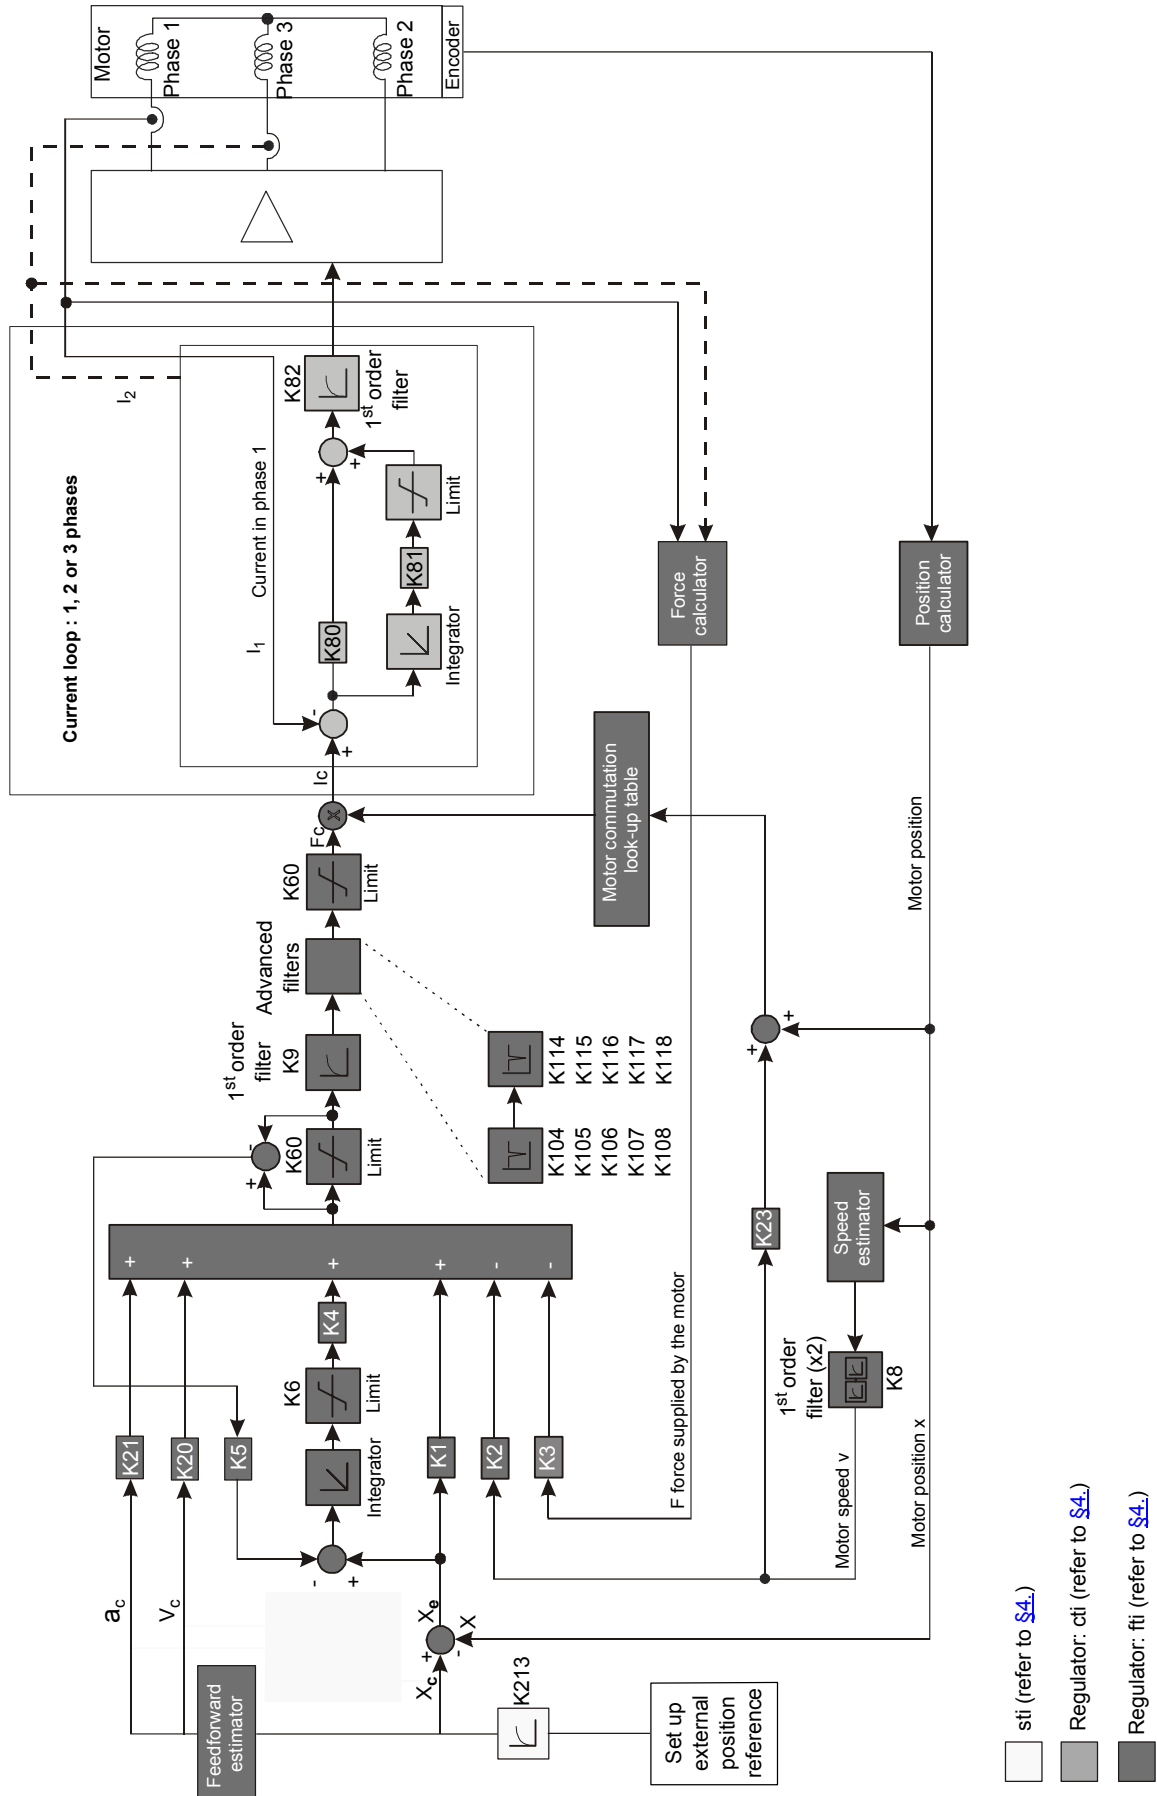 Set up
external
position
reference
K213
Feedforward
estimator
ac
Vc
Xc
+
-
X
Xe
K21
K20
K5
-
+
Integrator
K6
Limit
K4
K1
K2
K3
+
+
+
+
-
-
+
-
K60
Limit
1st order
filter
K9
Advanced
filters
K60
Limit
Fc
x
K104
K105
K106
K107
K108
K114
K115
K116
K117
K118
Current loop : 1, 2 or 3 phases
Ic
+
-
I1
Current in phase 1
I2
K80
Integrator
K81
Limit
+
+
K82
1st order
filter
Motor
Phase 1
Phase 3
Phase 2
Encoder
Motor commutation
look-up table
Force
calculator
F force supplied by the motor
K23
+
+
Motor speed v
1st order
filter (x2)
K8
Speed
estimator
Motor position x
Motor position
Position
calculator
sti (refer to §4.)
Regulator: cti (refer to §4.)
Regulator: fti (refer to §4.)